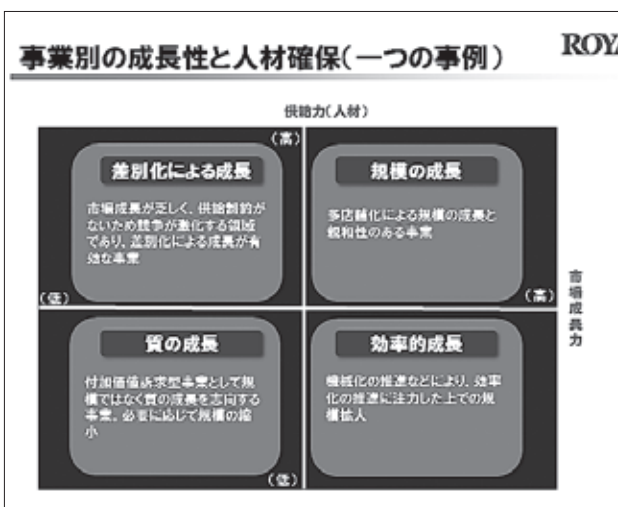 事業別の成長性と人材確保(一つの事例)
ROYA
供給力(人材)
(高)
差別化による成長
市場成長が乏しく、供給制約が
ないため競争が激化する領域
であり、差別化による成長が有
効な事業
規模の成長
多店舗化による規模の成長と
親和性のある事業
(低)
(高)
市場成長力
質の成長
付加価値訴求型事業として規
模ではなく質の成長を志向する
事業。必要に応じて規模の縮
小
効率的成長
機械化の推進などにより、効率
化の推進に注力した上での規
模拡大
(低)